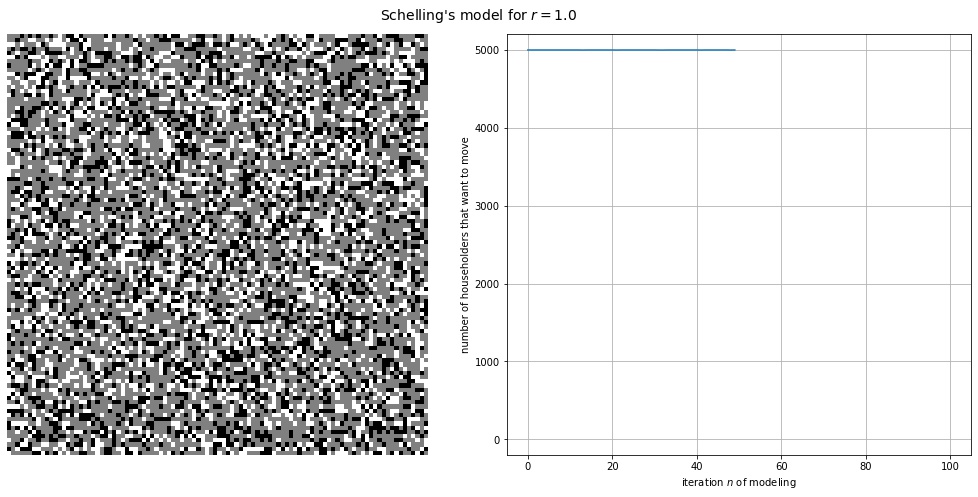 Schelling's model for r = 1.0
5000
4000
3000
2000
1000
0
number of householders that want to move
0 20 40 60 80 100
iteration n of modeling